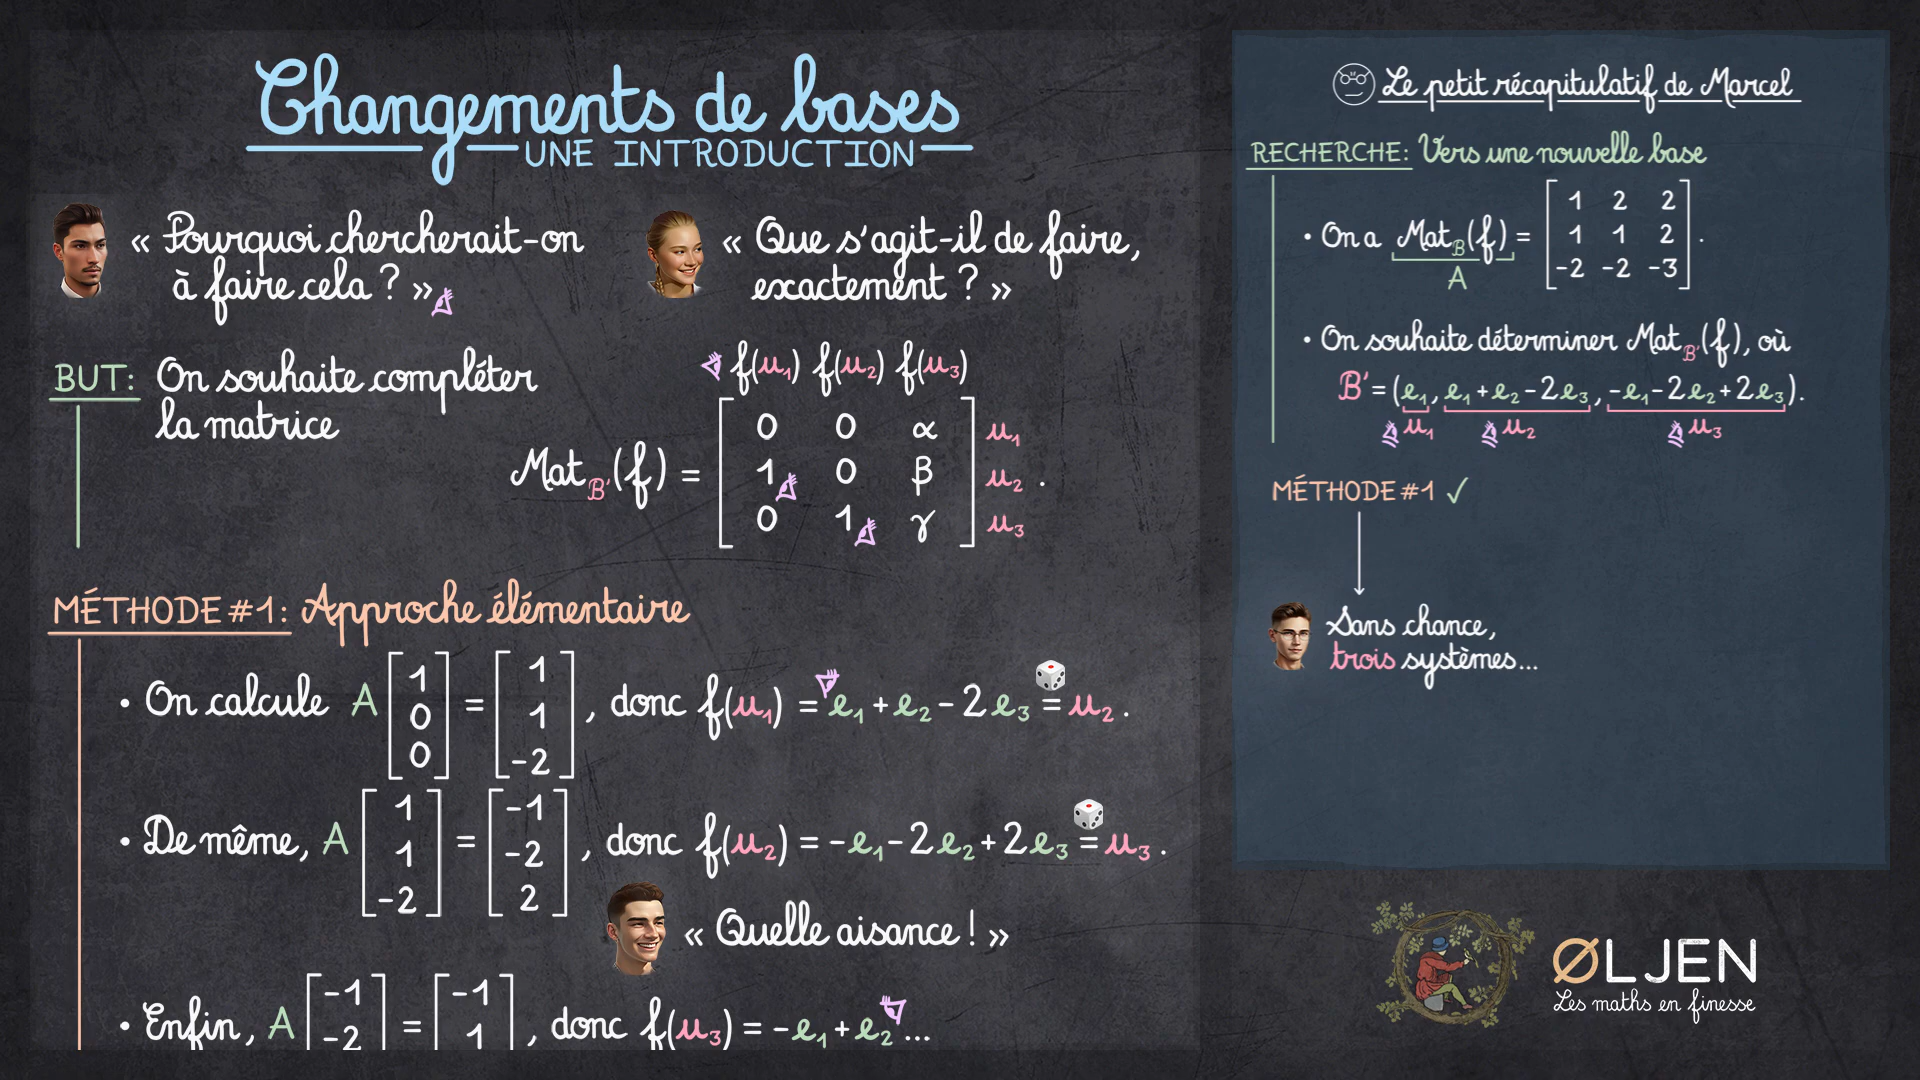 Changements de bases
UNE INTRODUCTION
« Pourquoi chercherait-on
à faire cela ? »
« Que s'agit-il de faire,
exactement ? »
BUT: On souhaite compléter
la matrice
f(u₁) f(u₂) f(u₃)
Mat_B'(f) =
0 0 α u₁
1 0 β u₂ .
0 1 γ u₃
MÉTHODE #1: Approche élémentaire
• On calcule A [1 0 0] = [1 1 -2], donc f(u₁) = e₁ + e₂ - 2e₃ = u₂.
• De même, A [1 1 -2] = [-1 -2 2], donc f(u₂) = -e₁ - 2e₂ + 2e₃ = u₃.
« Quelle aisance ! »
• Enfin, A [-1 -2 = [-1 1 , donc f(u₃) = -e₁ + e₂ ...
Le petit récapitulatif de Marcel
RECHERCHE: Vers une nouvelle base
• On a Mat_B(f) =
A
1 2 2
1 1 2
-2 -2 -3
.
• On souhaite déterminer Mat_B'(f), où
B' = (e₁, e₁ + e₂ - 2e₃, -e₁ - 2e₂ + 2e₃).
u₁ u₂ u₃
MÉTHODE #1 ✓
Sans chance,
trois systèmes...
ØLJEN
Les maths en finesse